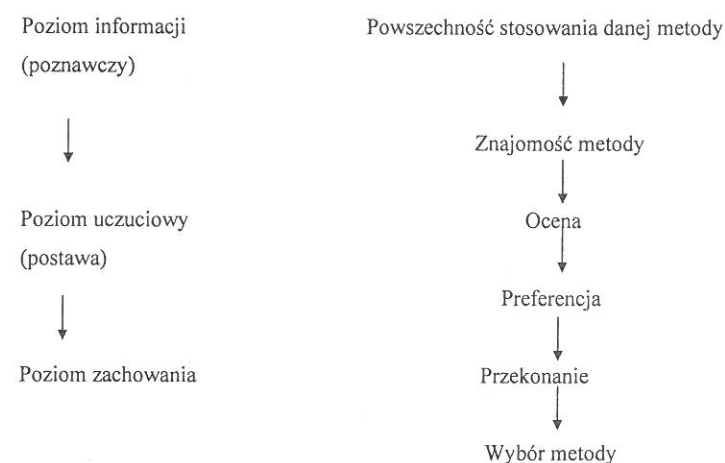 Poziom informacji
(poznawczy)
Poziom uczuciowy
(postawa)
Poziom zachowania
Powszechność stosowania danej metody
Znajomość metody
Ocena
Preferencja
Przekonanie
Wybór metody